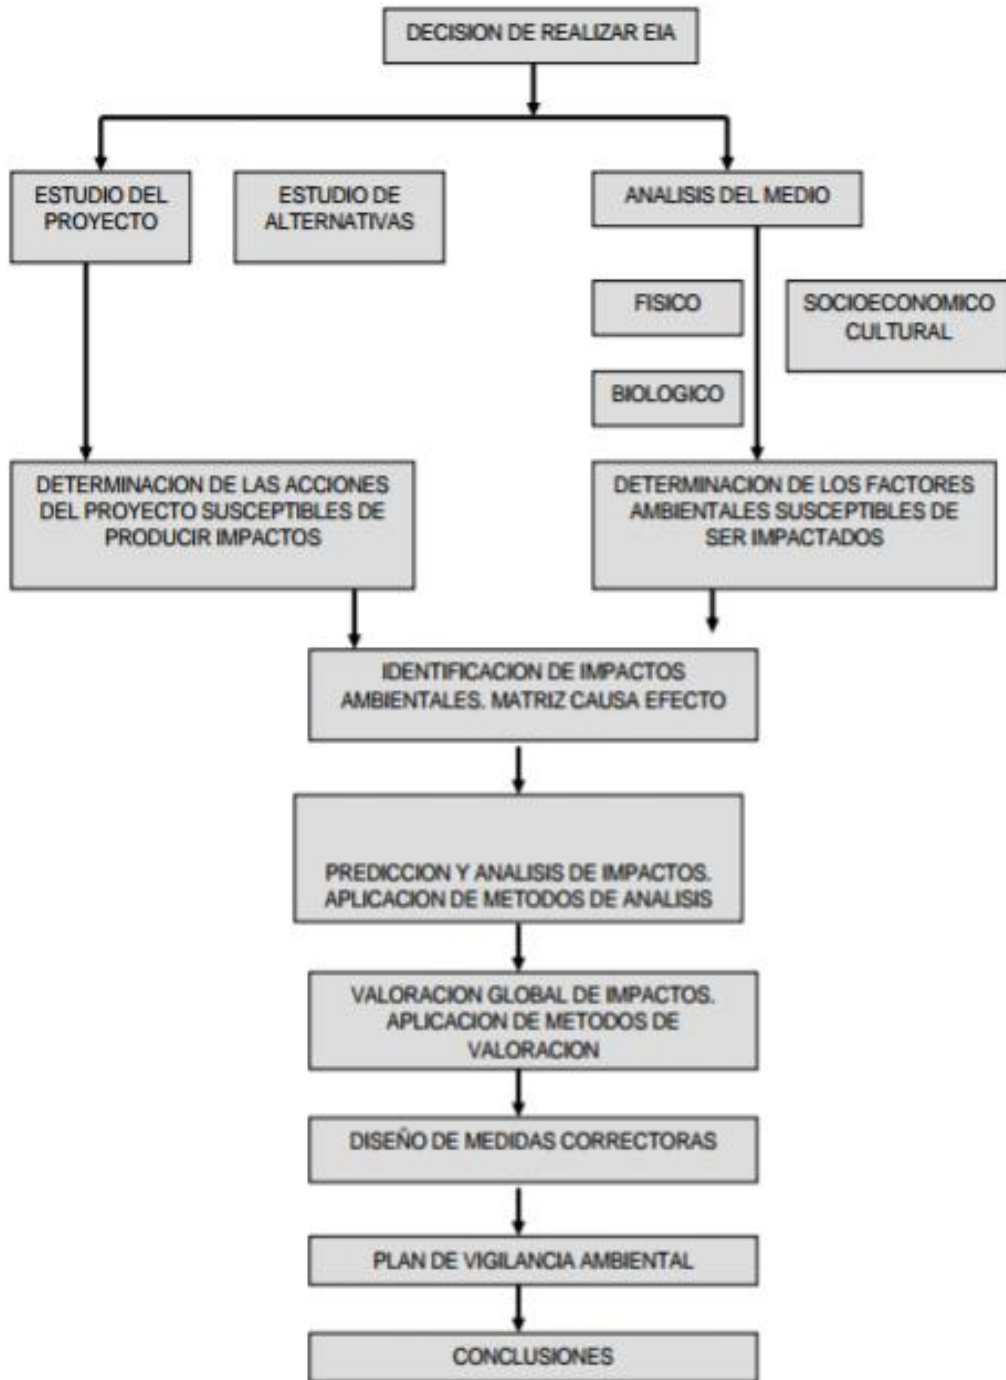 DECISION DE REALIZAR EIA
ESTUDIO DEL
PROYECTO
ESTUDIO DE
ALTERNATIVAS
ANALISIS DEL MEDIO
FISICO
SOCIOECONOMICO
CULTURAL
BIOLOGICO
DETERMINACION DE LAS ACCIONES
DEL PROYECTO SUSCEPTIBLES DE
PRODUCIR IMPACTOS
DETERMINACION DE LOS FACTORES
AMBIENTALES SUSCEPTIBLES DE
SER IMPACTADOS
IDENTIFICACION DE IMPACTOS
AMBIENTALES. MATRIZ CAUSA EFECTO
PREDICCION Y ANALISIS DE IMPACTOS.
APLICACION DE METODOS DE ANALISIS
VALORACION GLOBAL DE IMPACTOS.
APLICACION DE METODOS DE
VALORACION
DISEÑO DE MEDIDAS CORRECTORAS
PLAN DE VIGILANCIA AMBIENTAL
CONCLUSIONES